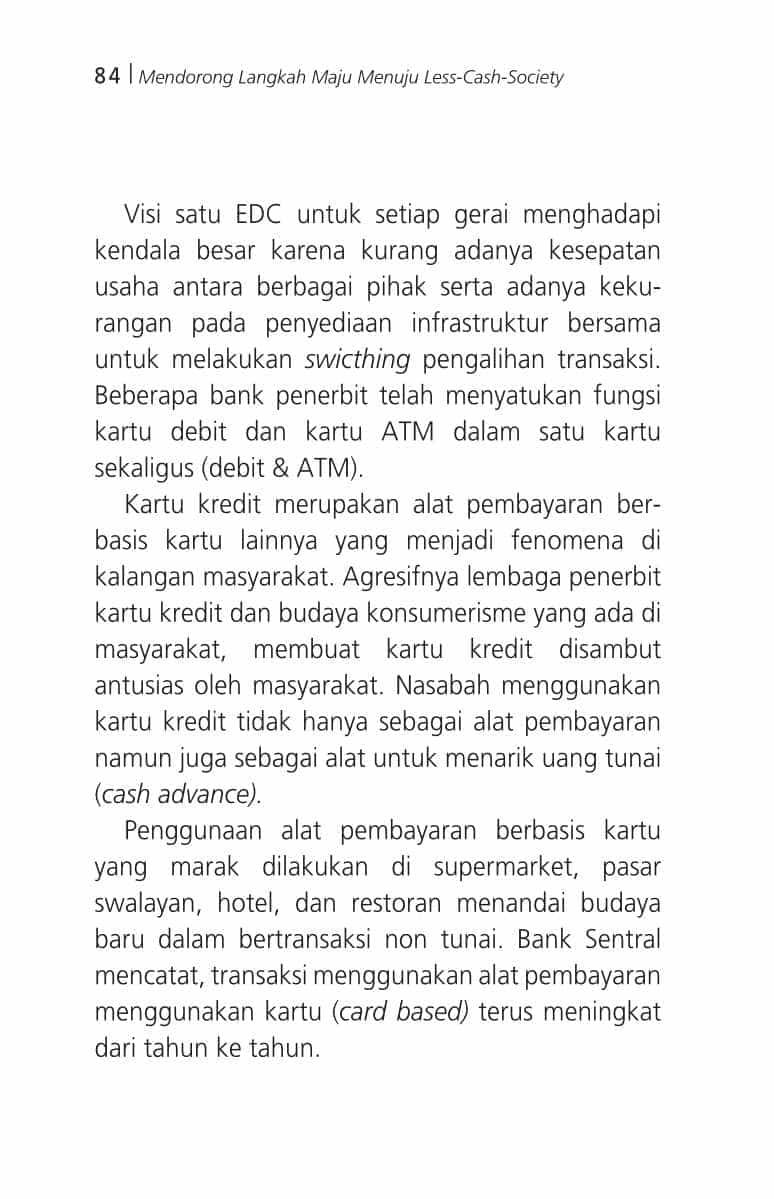 84 | Mendorong Langkah Maju Menuju Less-Cash-Society
Visi satu EDC untuk setiap gerai menghadapi
kendala besar karena kurang adanya kesepatan
usaha antara berbagai pihak serta adanya keku-
rangan pada penyediaan infrastruktur bersama
untuk melakukan swicthing pengalihan transaksi.
Beberapa bank penerbit telah menyatukan fungsi
kartu debit dan kartu ATM dalam satu kartu
sekaligus (debit & ATM).
Kartu kredit merupakan alat pembayaran ber-
basis kartu lainnya yang menjadi fenomena di
kalangan masyarakat. Agresifnya lembaga penerbit
kartu kredit dan budaya konsumerisme yang ada di
masyarakat, membuat kartu kredit disambut
antusias oleh masyarakat. Nasabah menggunakan
kartu kredit tidak hanya sebagai alat pembayaran
namun juga sebagai alat untuk menarik uang tunai
(cash advance).
Penggunaan alat pembayaran berbasis kartu
yang marak dilakukan di supermarket, pasar
swalayan, hotel, dan restoran menandai budaya
baru dalam bertransaksi non tunai. Bank Sentral
mencatat, transaksi menggunakan alat pembayaran
menggunakan kartu (card based) terus meningkat
dari tahun ke tahun.